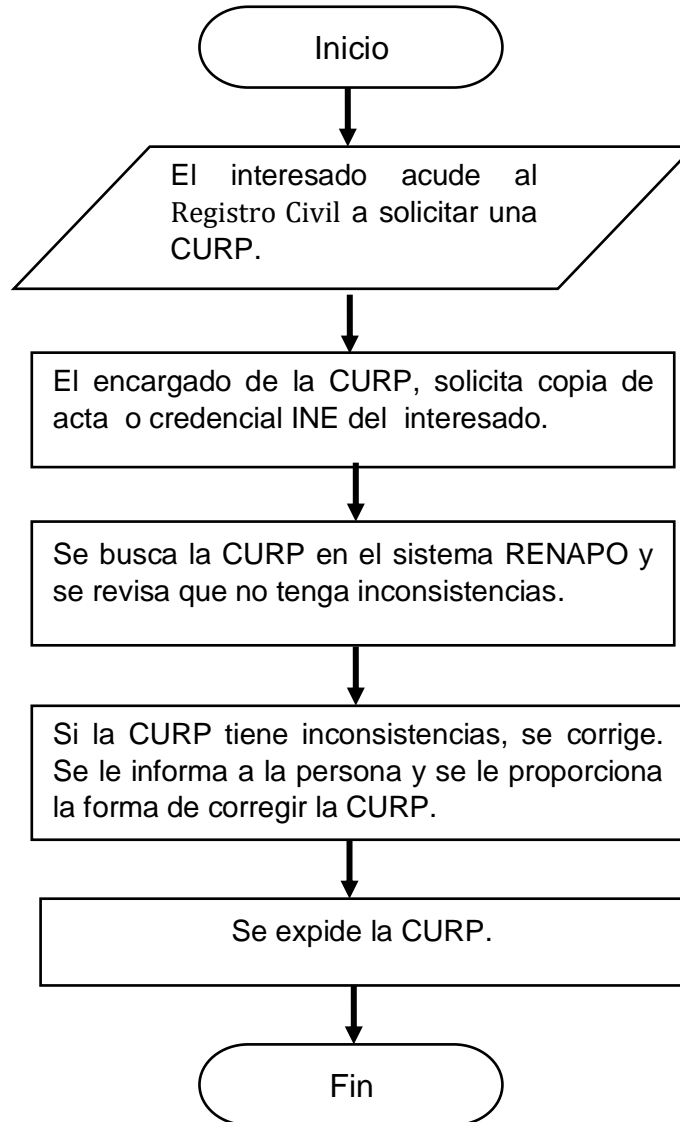 Inicio
El interesado acude al
Registro Civil a solicitar una
CURP.
El encargado de la CURP, solicita copia de
acta o credencial INE del interesado.
Se busca la CURP en el sistema RENAPO y
se revisa que no tenga inconsistencias.
Si la CURP tiene inconsistencias, se corrige.
Se le informa a la persona y se le proporciona
la forma de corregir la CURP.
Se expide la CURP.
Fin